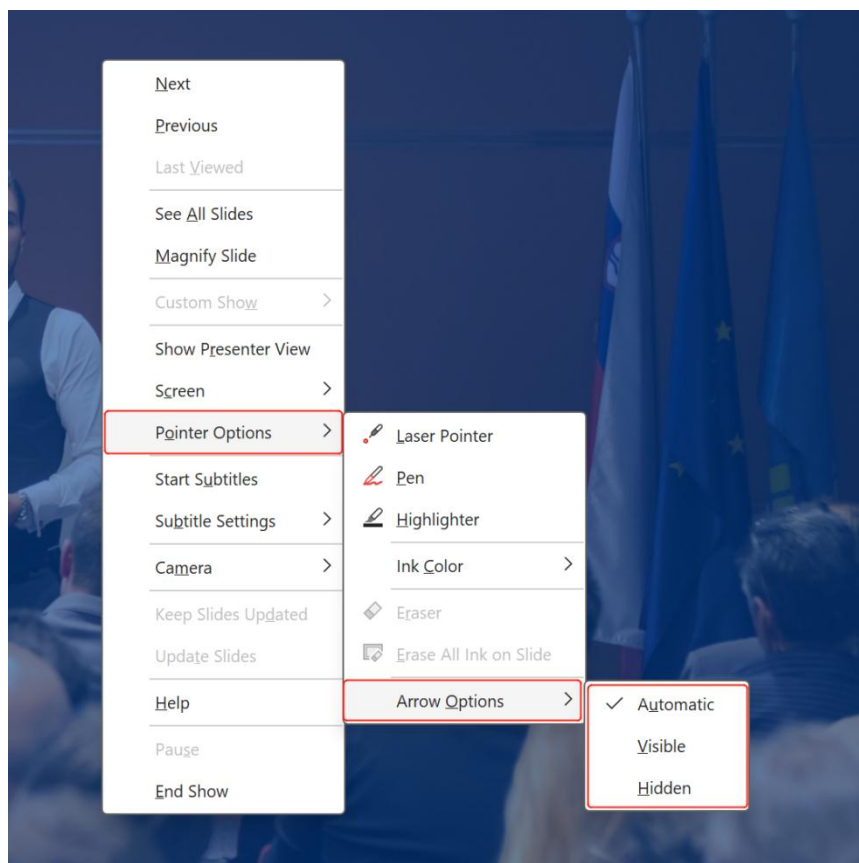 Next
Previous
Last Viewed
See All Slides
Magnify Slide
Custom Show
Show Presenter View
Screen
Pointer Options
Start Subtitles
Subtitle Settings
Camera
Keep Slides Updated
Update Slides
Help
Pause
End Show
Laser Pointer
Pen
Highlighter
Ink Color
Eraser
Erase All Ink on Slide
Arrow Options
Automatic
Visible
Hidden